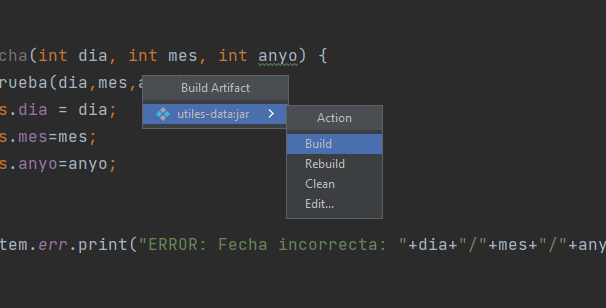 cha(int dia, int mes, int anyo) {
rueba(dia,mes,a
Build Artifact
s.dia = dia;
utiles-data:jar
Action
s.mes=mes;
Build
s.anyo=anyo;
Rebuild
Clean
Edit...
tem.err.print("ERROR: Fecha incorrecta: "+dia+"/"+mes+"/"+any